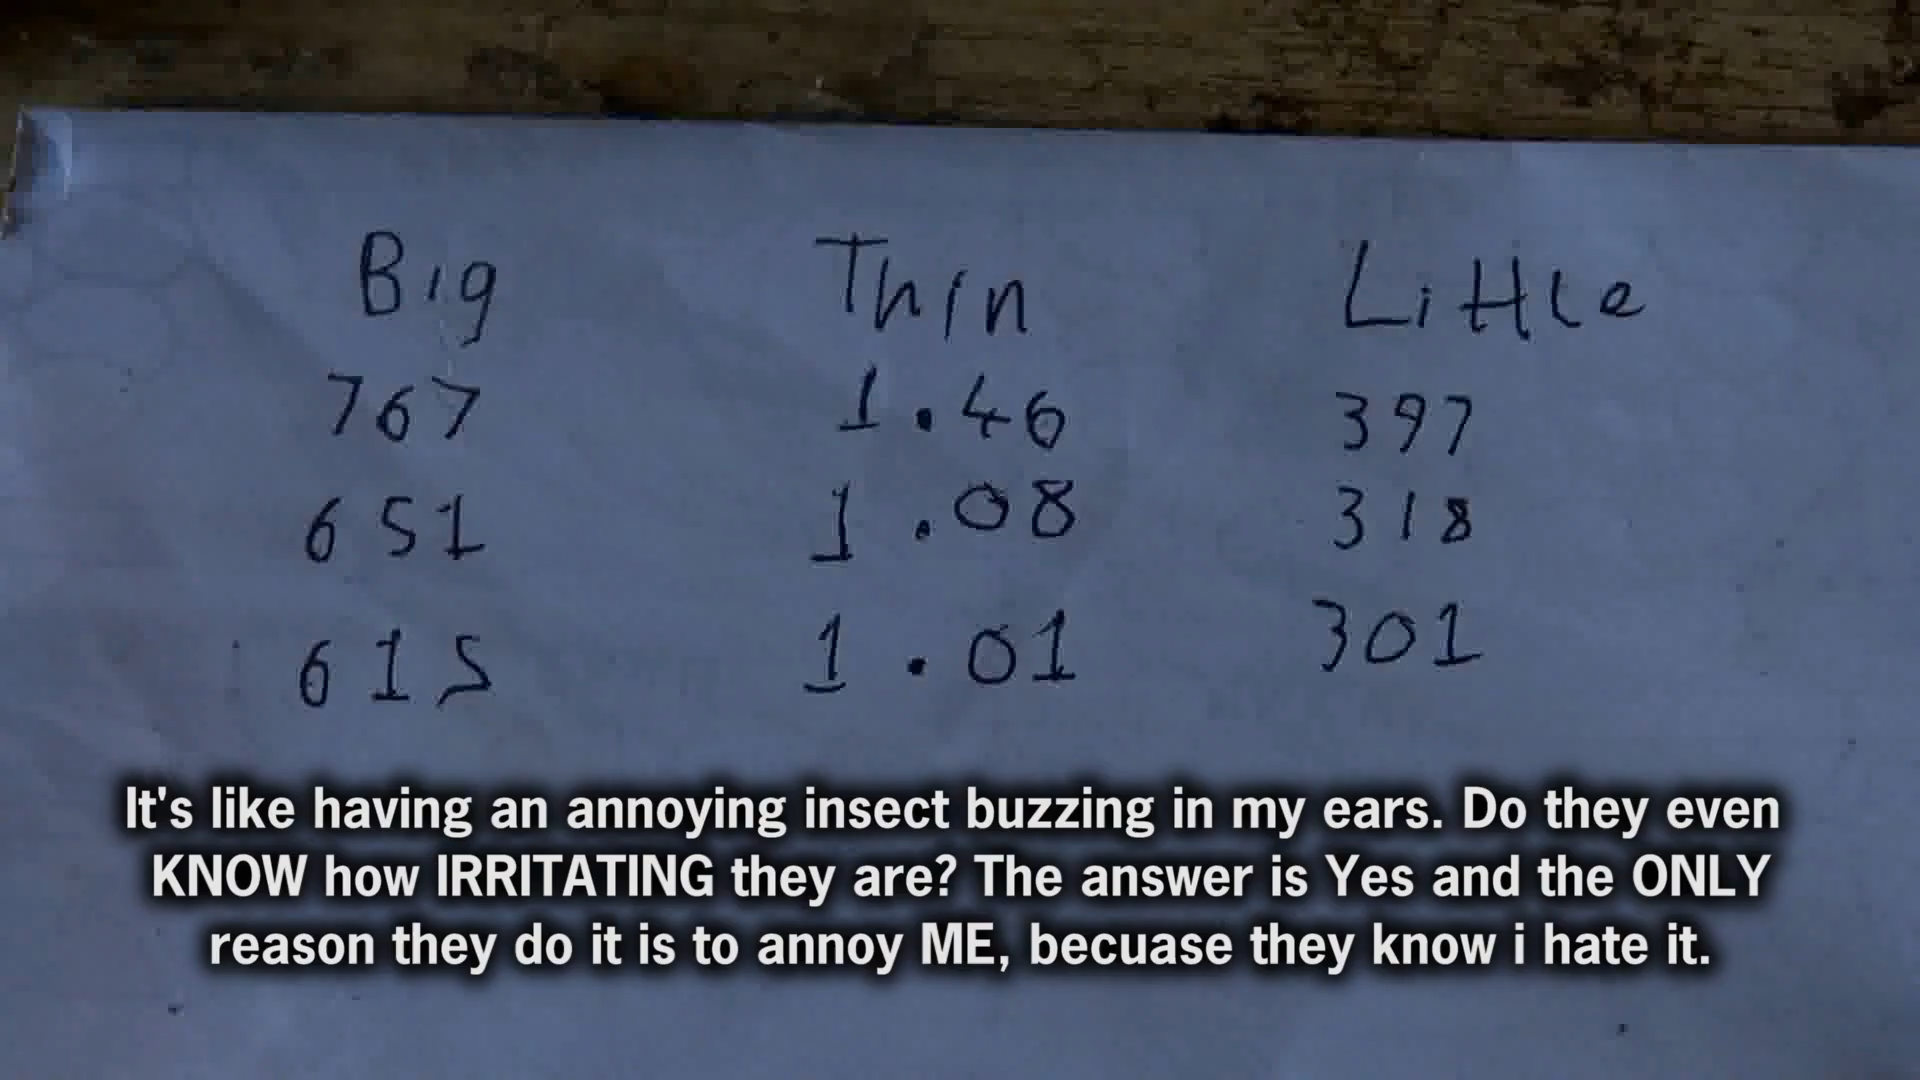 Big Thin Little
767 1.46 397
651 1.08 318
615 1.01 301
It's like having an annoying insect buzzing in my ears. Do they even
KNOW how IRRITATING they are? The answer is Yes and the ONLY
reason they do it is to annoy ME, becuase they know i hate it.